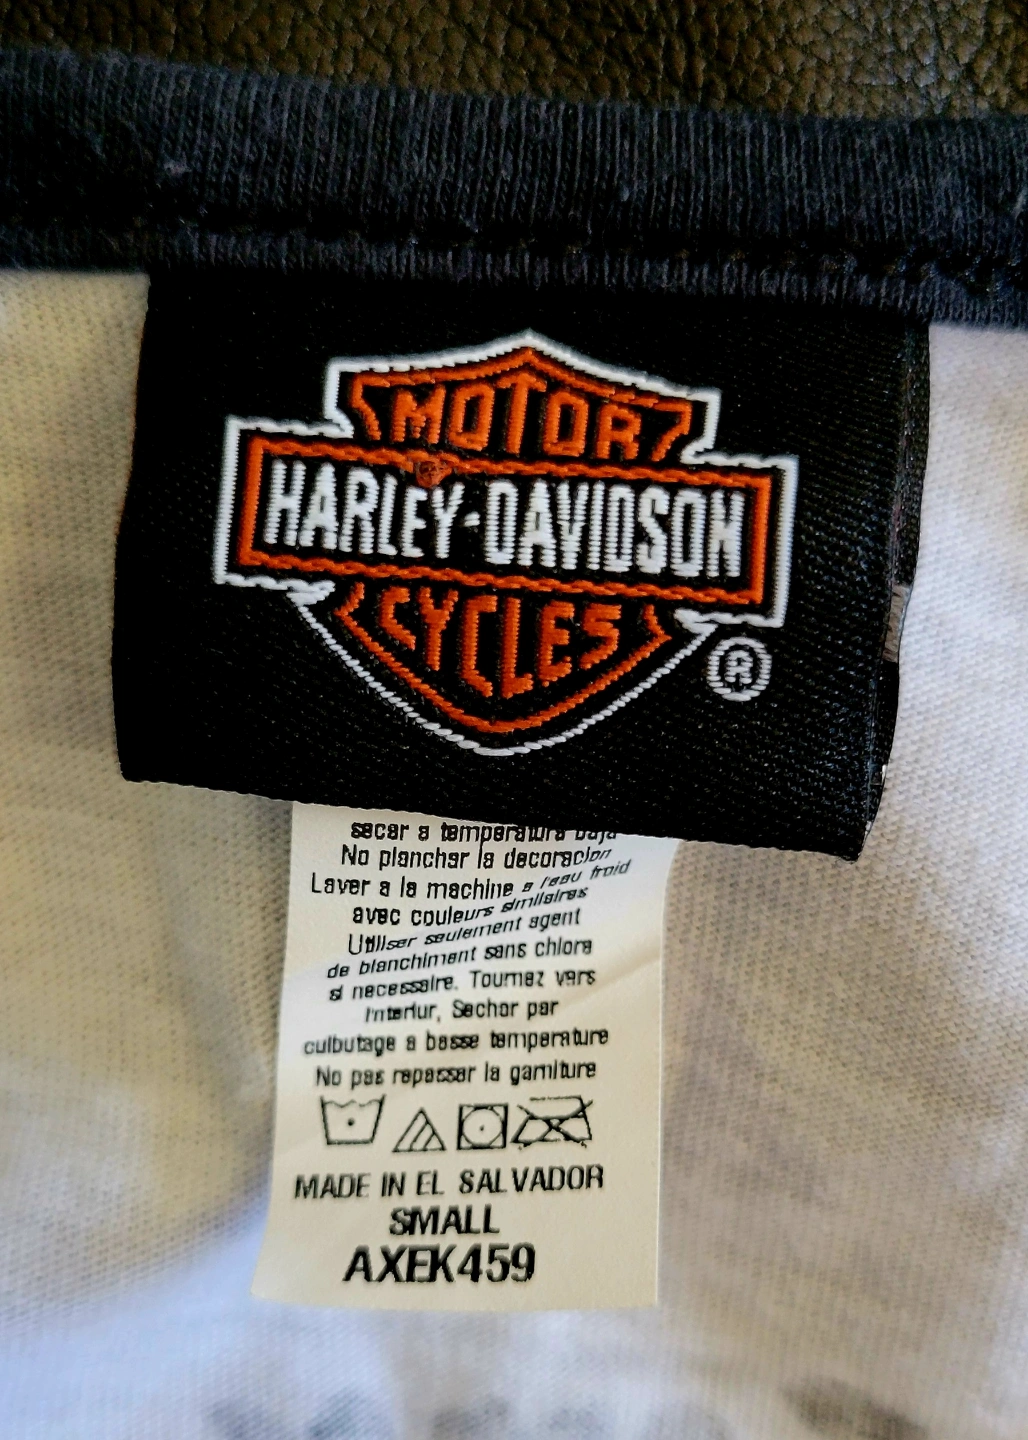 MOTOR
HARLEY-DAVIDSON
CYCLES
®
secar a temperatura baja
No planchar la decoracion
Laver a la machine a l'eau froid
avec couleurs similaires
Utiliser seulement agent
de blanchiment sans chlore
si necessaire. Tournez vers
l'interiur, Sechor par
culbutage a basse temperature
No pas repasser la garniture
MADE IN EL SALVADOR
SMALL
AXEK459